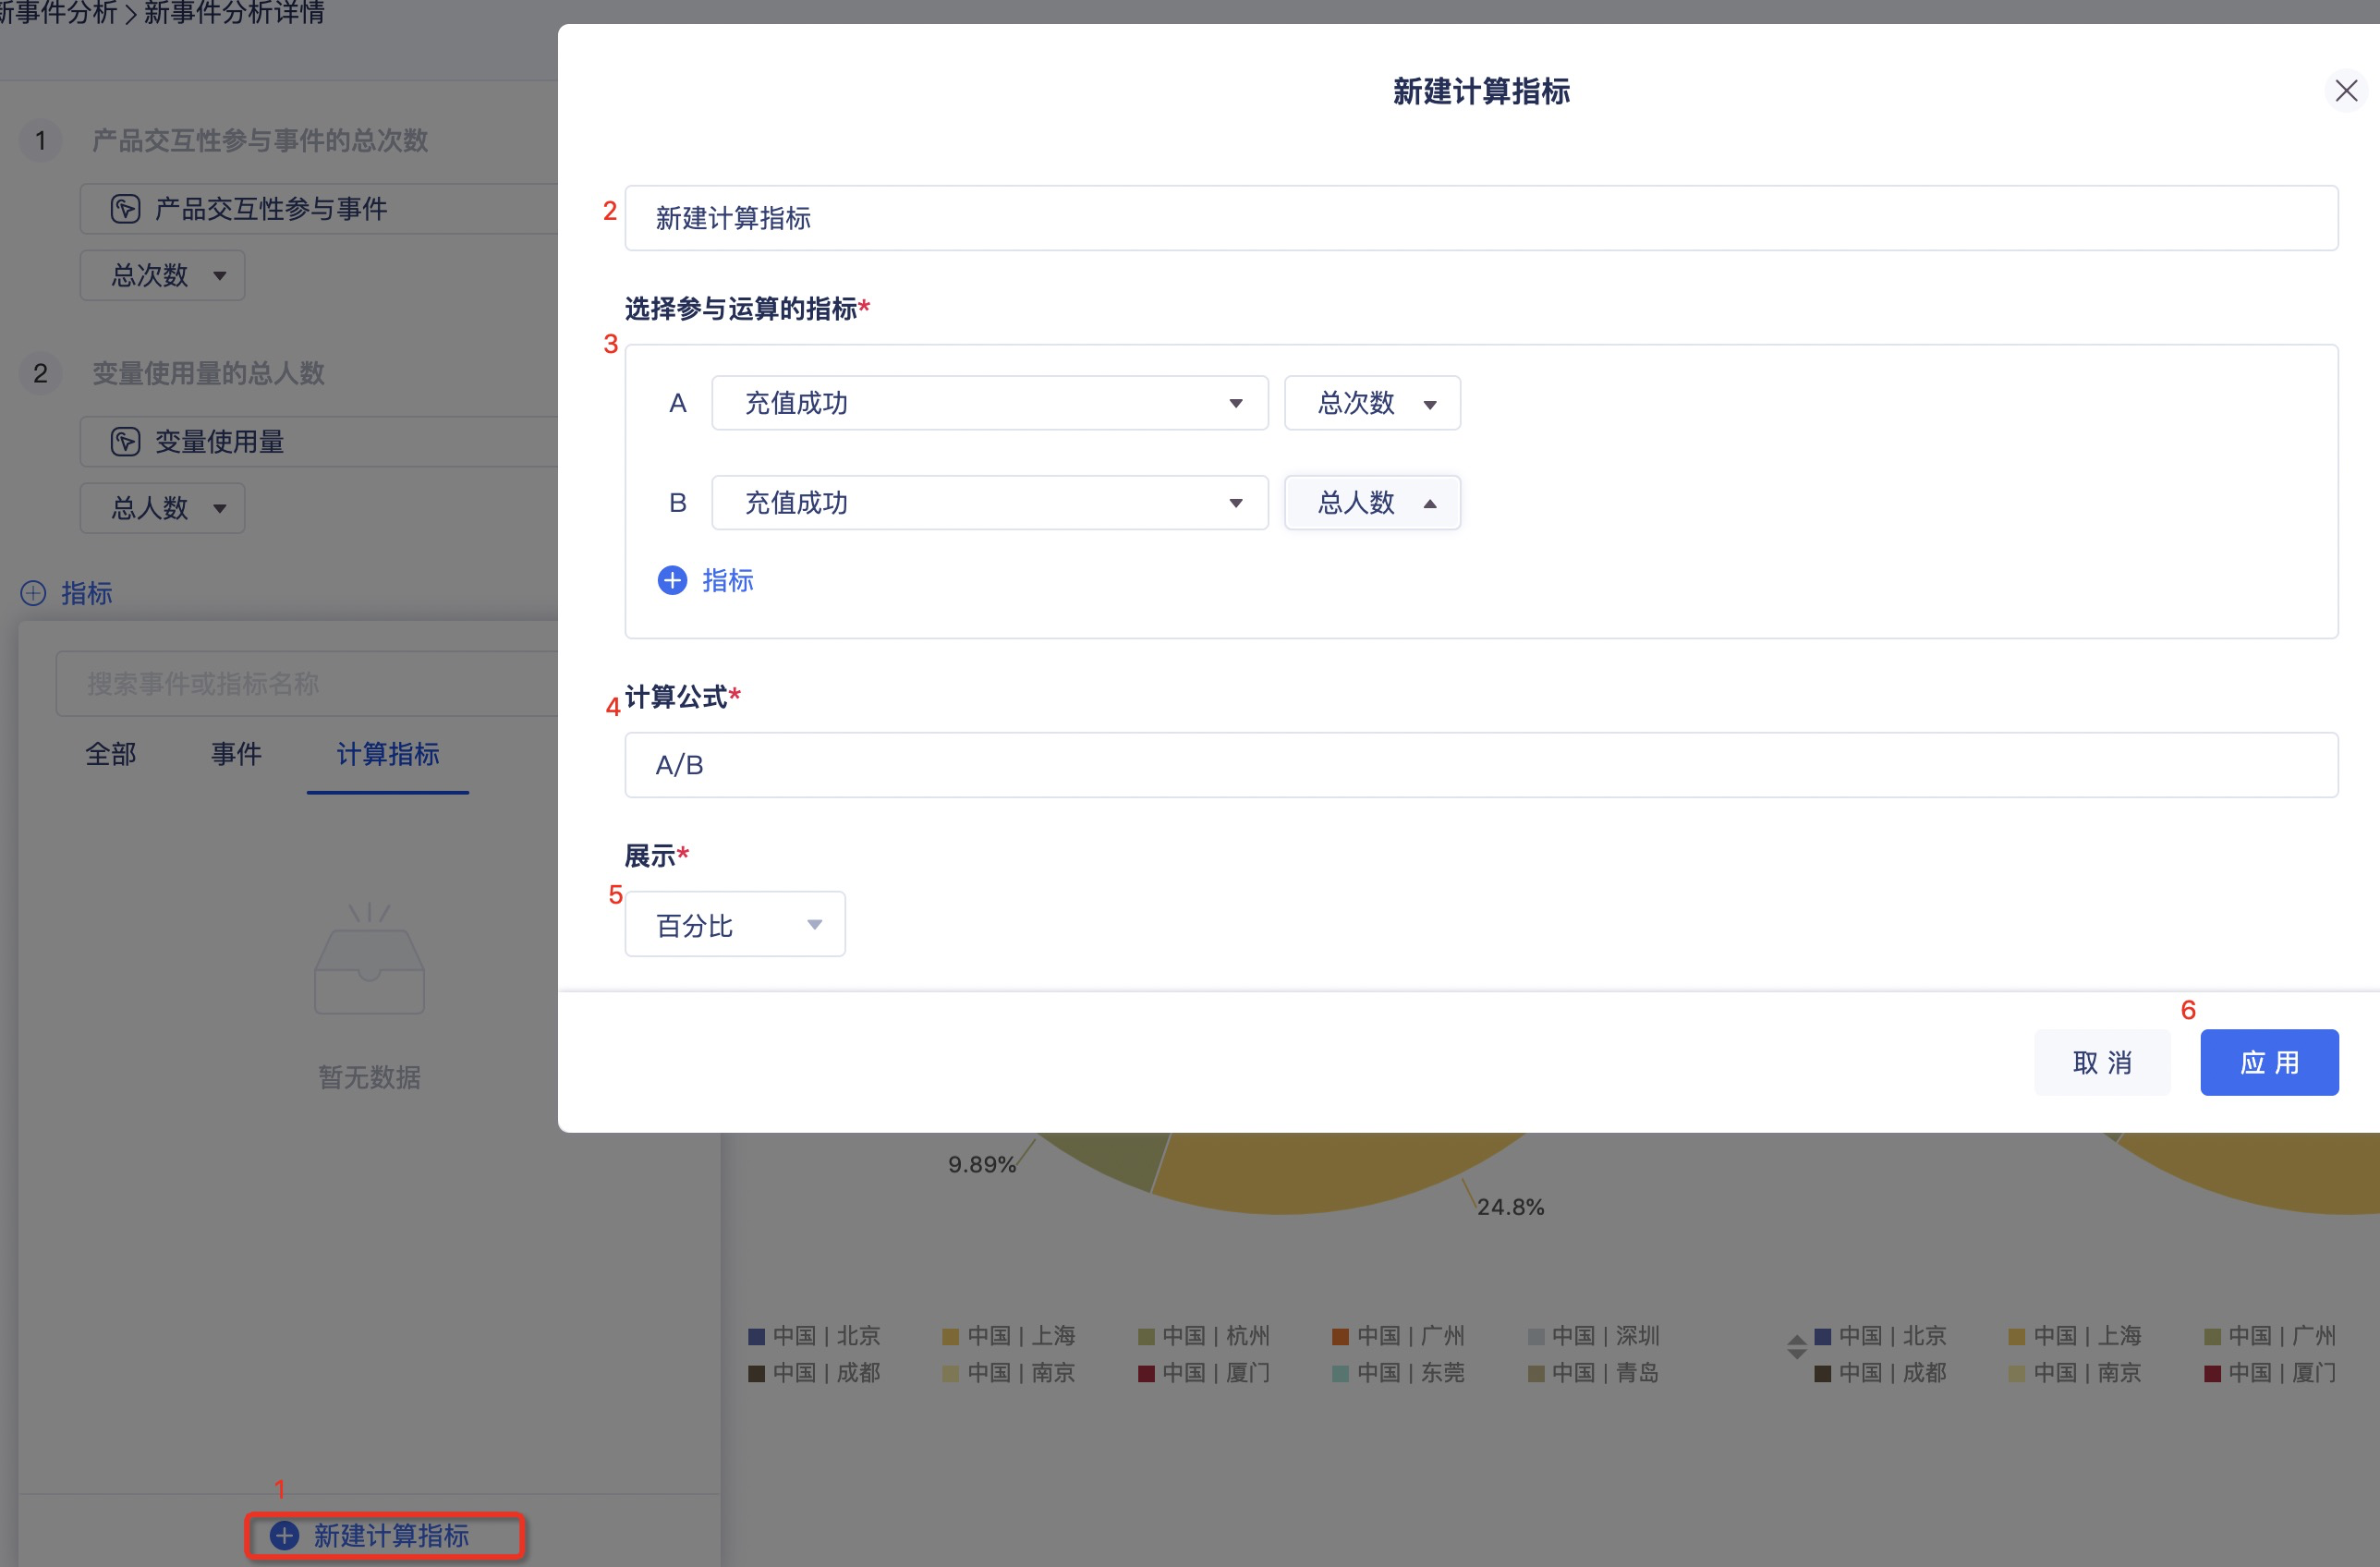 新事件分析 > 新事件分析详情
1 产品交互性参与事件的总次数
产品交互性参与事件
总次数
2 变量使用量的总人数
变量使用量
总人数
指标
搜索事件或指标名称
全部 事件 计算指标
暂无数据
1
新建计算指标
新建计算指标
2 新建计算指标
选择参与运算的指标*
3
A 充值成功 总次数
B 充值成功 总人数
指标
4 计算公式*
A/B
展示*
5 百分比
6
取 消 应 用
9.89%
24.8%
中国 | 北京 中国 | 上海 中国 | 杭州 中国 | 广州 中国 | 深圳
中国 | 成都 中国 | 南京 中国 | 厦门 中国 | 东莞 中国 | 青岛
中国 | 北京 中国 | 上海 中国 | 广州
中国 | 成都 中国 | 南京 中国 | 厦门